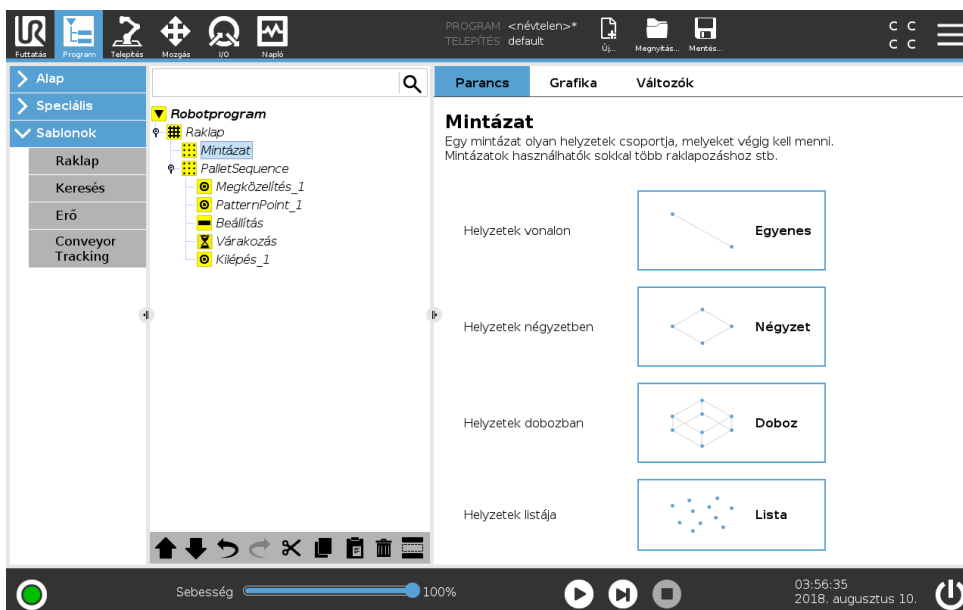 UR
Futtatás
Program
Telepítés
Mozgás
I/O
Napló
PROGRAM <névtelen>*
TELEPÍTÉS default
Új...
Megnyitás...
Mentés...
C C
C C
Alap
Speciális
Sablonok
Raklap
Keresés
Erő
Conveyor
Tracking
Robotprogram
Raklap
Mintázat
PalletSequence
Megközelítés_1
PatternPoint_1
Beállítás
Várakozás
Kilépés_1
Parancs
Grafika
Változók
Mintázat
Egy mintázat olyan helyzetek csoportja, melyeket végig kell menni.
Mintázatok használhatók sokkal több raklapozáshoz stb.
Helyzetek vonalon
Egyenes
Helyzetek négyzetben
Négyzet
Helyzetek dobozban
Doboz
Helyzetek listája
Lista
Sebesség
100%
03:56:35
2018. augusztus 10.